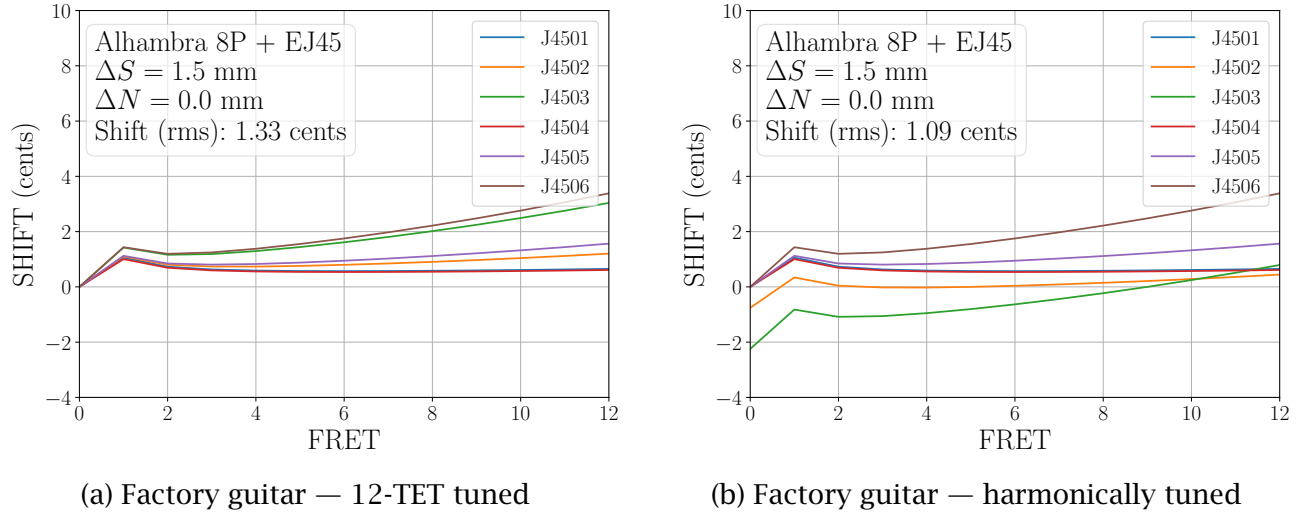 SHIFT (cents)
10
8
6
4
2
0
−2
−4
Alhambra 8P + EJ45
ΔS = 1.5 mm
ΔN = 0.0 mm
Shift (rms): 1.33 cents
J4501
J4502
J4503
J4504
J4505
J4506
0 2 4 6 8 10 12
FRET
(a) Factory guitar — 12-TET tuned
SHIFT (cents)
10
8
6
4
2
0
−2
−4
Alhambra 8P + EJ45
ΔS = 1.5 mm
ΔN = 0.0 mm
Shift (rms): 1.09 cents
J4501
J4502
J4503
J4504
J4505
J4506
0 2 4 6 8 10 12
FRET
(b) Factory guitar — harmonically tuned